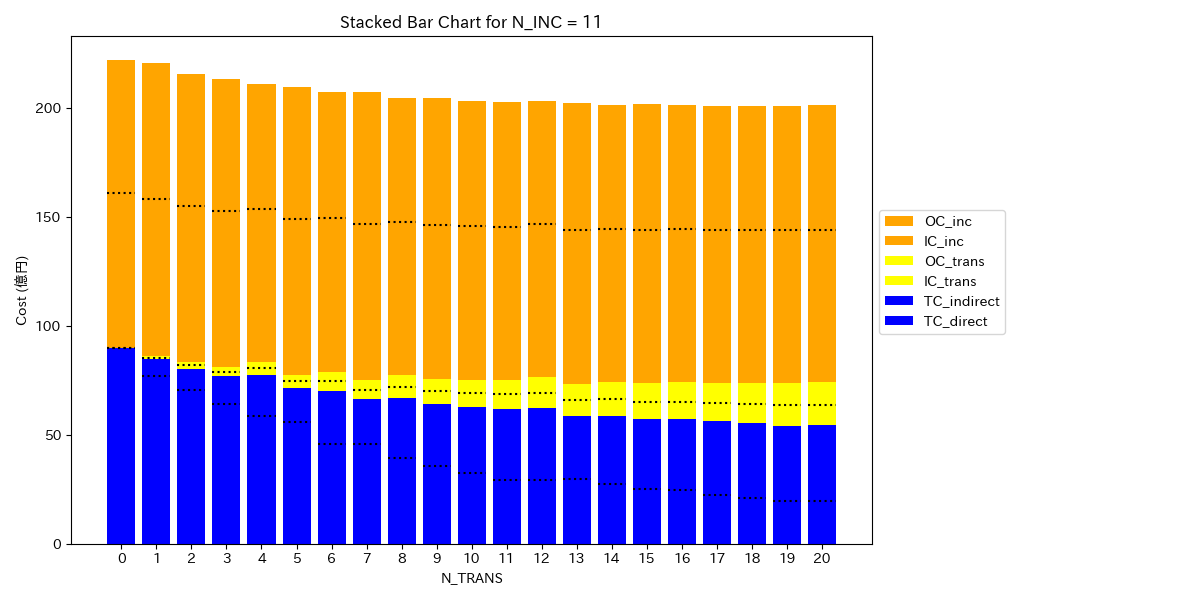 Stacked Bar Chart for N_INC = 11
Cost (億円)
200
150
100
50
0
0 1 2 3 4 5 6 7 8 9 10 11 12 13 14 15 16 17 18 19 20
N_TRANS
OC_inc
IC_inc
OC_trans
IC_trans
TC_indirect
TC_direct